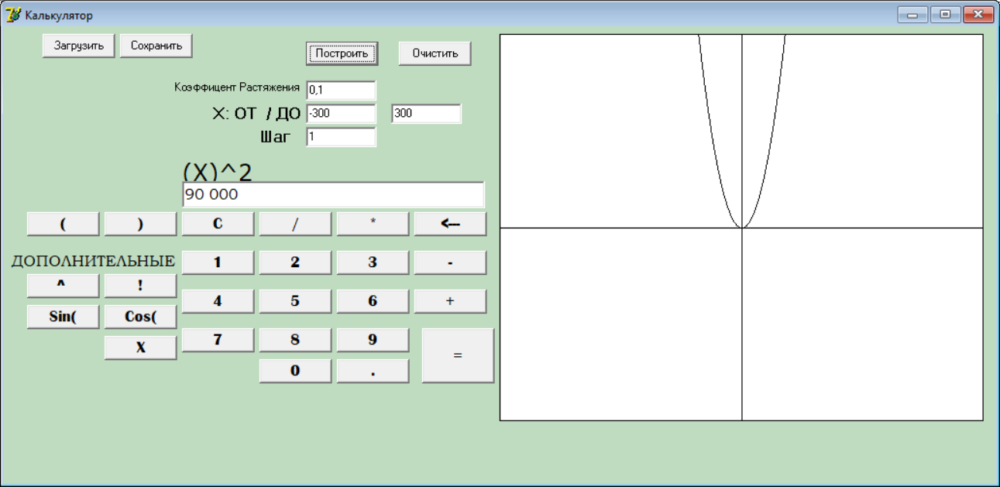 Калькулятор
Загрузить Сохранить
Построить Очистить
Коэффицент Растяжения 0,1
X: ОТ / ДО -300 300
Шаг 1
(X)^2
90 000
( ) C / * <---
ДОПОЛНИТЕЛЬНЫЕ 1 2 3 -
^ !
4 5 6 +
Sin( Cos(
7 8 9 =
X
0 .